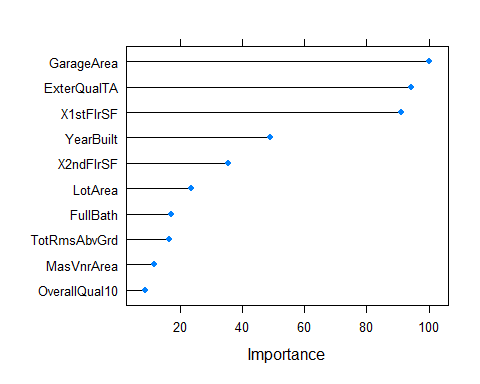 GarageArea
ExterQualTA
X1stFlrSF
YearBuilt
X2ndFlrSF
LotArea
FullBath
TotRmsAbvGrd
MasVnrArea
OverallQual10
20 40 60 80 100
Importance